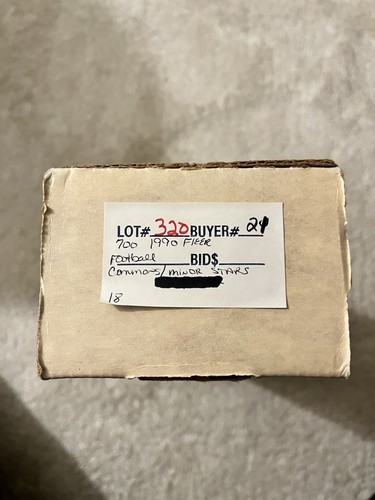 LOT# 320 BUYER# 24
700 1990 FLEER
Football BID$
Commons/minor STARS
18